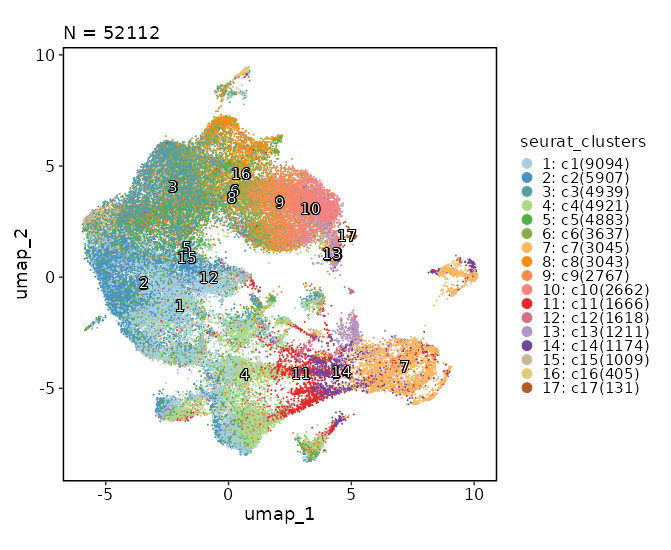 N = 52112
10
5
0
-5
umap_2
-5
0
5
10
umap_1
16
3
6
8
9
10
17
5
13
15
12
2
1
4
11
14
7
seurat_clusters
1: c1(9094)
2: c2(5907)
3: c3(4939)
4: c4(4921)
5: c5(4883)
6: c6(3637)
7: c7(3045)
8: c8(3043)
9: c9(2767)
10: c10(2662)
11: c11(1666)
12: c12(1618)
13: c13(1211)
14: c14(1174)
15: c15(1009)
16: c16(405)
17: c17(131)